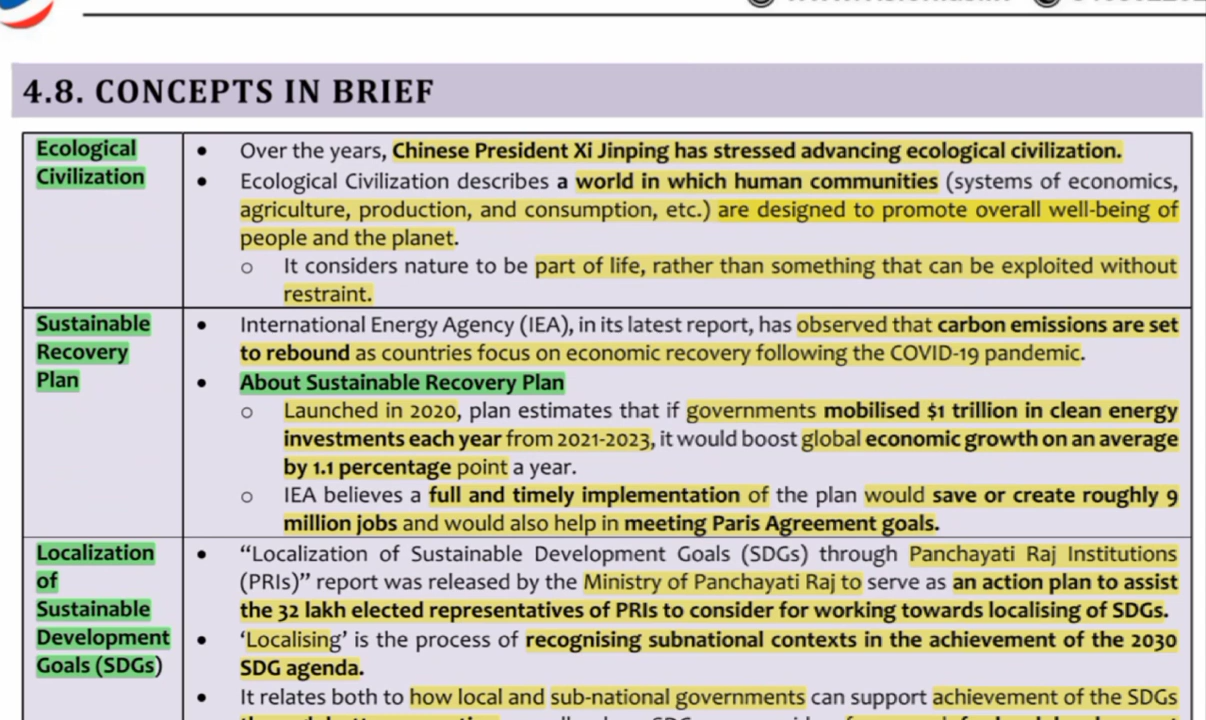 4.8. CONCEPTS IN BRIEF
Ecological
Civilization
• Over the years, Chinese President Xi Jinping has stressed advancing ecological civilization.
• Ecological Civilization describes a world in which human communities (systems of economics,
agriculture, production, and consumption, etc.) are designed to promote overall well-being of
people and the planet.
o It considers nature to be part of life, rather than something that can be exploited without
restraint.
Sustainable
Recovery
Plan
• International Energy Agency (IEA), in its latest report, has observed that carbon emissions are set
to rebound as countries focus on economic recovery following the COVID-19 pandemic.
• About Sustainable Recovery Plan
o Launched in 2020, plan estimates that if governments mobilised $1 trillion in clean energy
investments each year from 2021-2023, it would boost global economic growth on an average
by 1.1 percentage point a year.
o IEA believes a full and timely implementation of the plan would save or create roughly 9
million jobs and would also help in meeting Paris Agreement goals.
Localization
of
Sustainable
Development
Goals (SDGs)
• “Localization of Sustainable Development Goals (SDGs) through Panchayati Raj Institutions
(PRIs)” report was released by the Ministry of Panchayati Raj to serve as an action plan to assist
the 32 lakh elected representatives of PRIs to consider for working towards localising of SDGs.
• ‘Localising’ is the process of recognising subnational contexts in the achievement of the 2030
SDG agenda.
• It relates both to how local and sub-national governments can support achievement of the SDGs